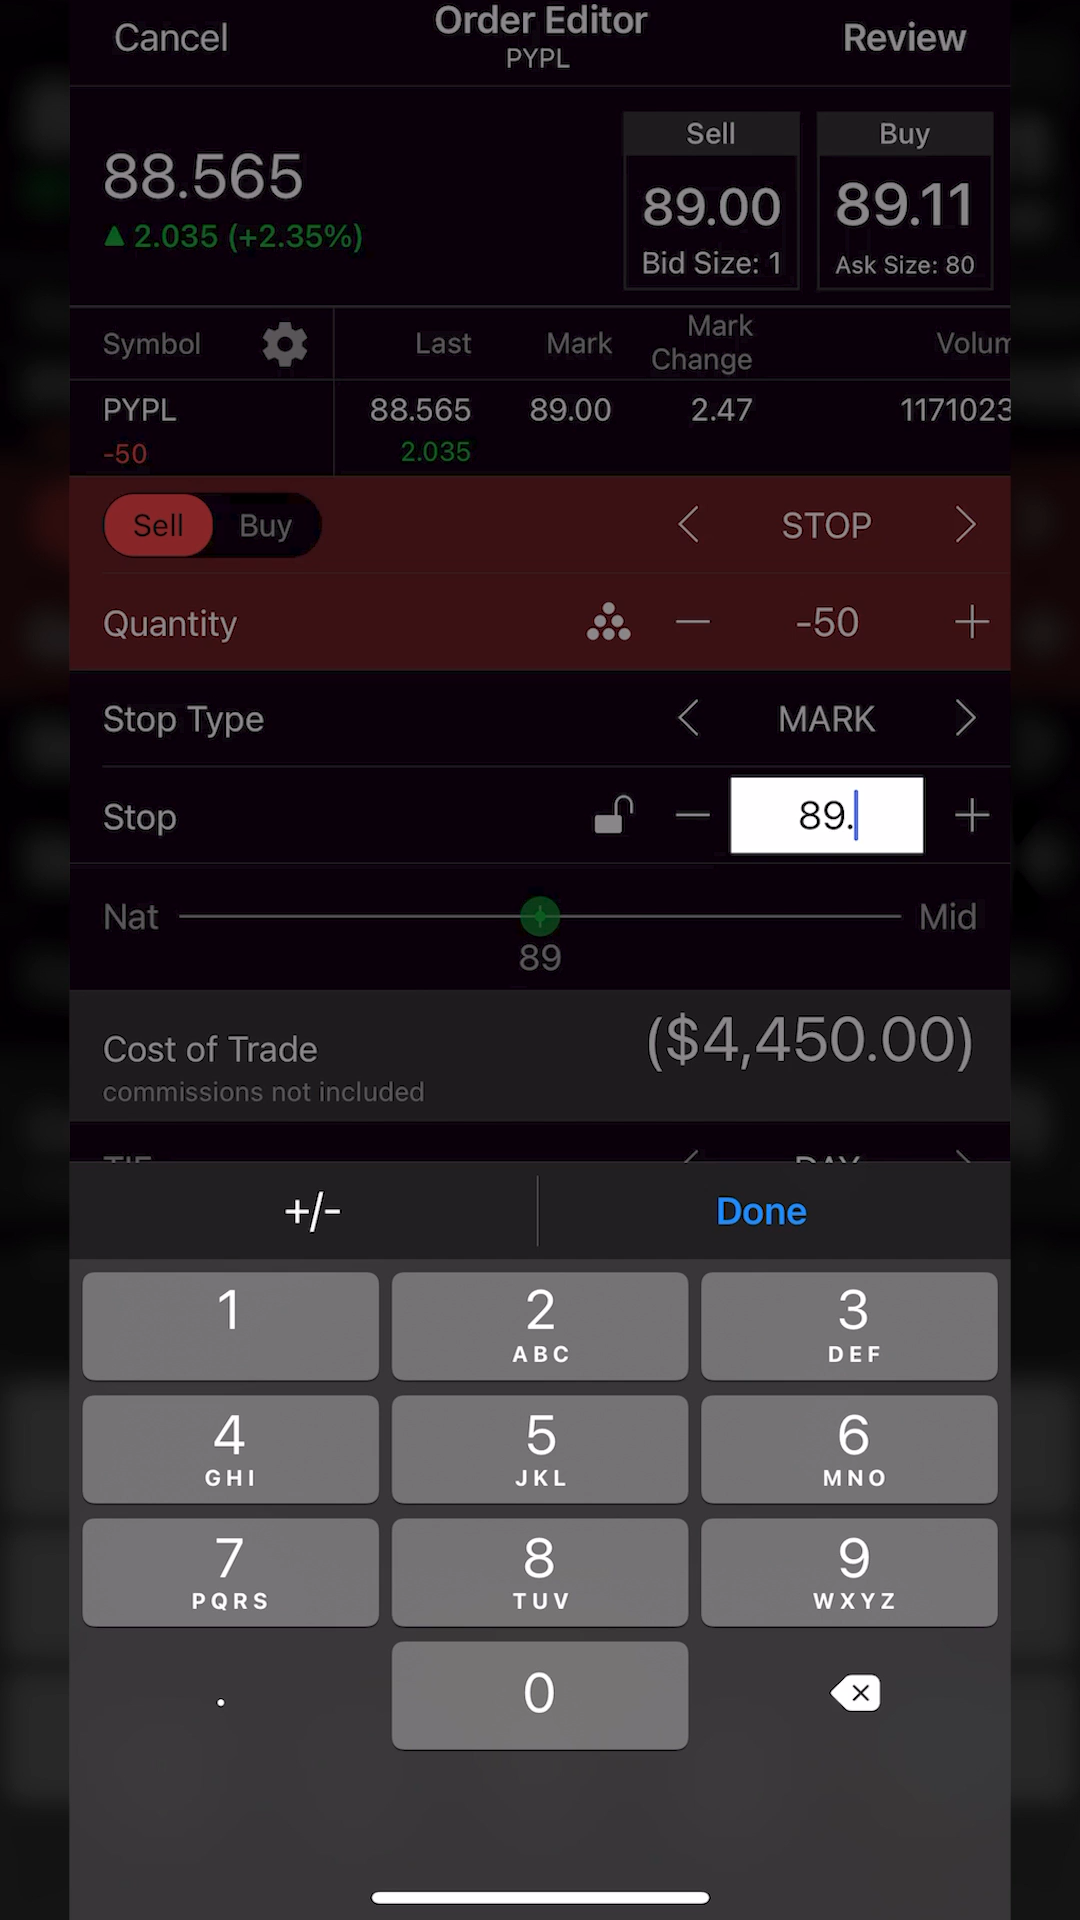 Cancel
Order Editor
PYPL
Review
88.565
2.035 (+2.35%)
Sell
89.00
Bid Size: 1
Buy
89.11
Ask Size: 80
Symbol
Last
Mark
Mark
Change
Volum
PYPL
88.565
89.00
2.47
1171023
-50
2.035
Sell
Buy
STOP
Quantity
-50
Stop Type
MARK
Stop
89.
Nat
Mid
89
Cost of Trade
($4,450.00)
commissions not included
TIF
DAY
+/-
Done
1
2
ABC
3
DEF
4
GHI
5
JKL
6
MNO
7
PQRS
8
TUV
9
WXYZ
.
0